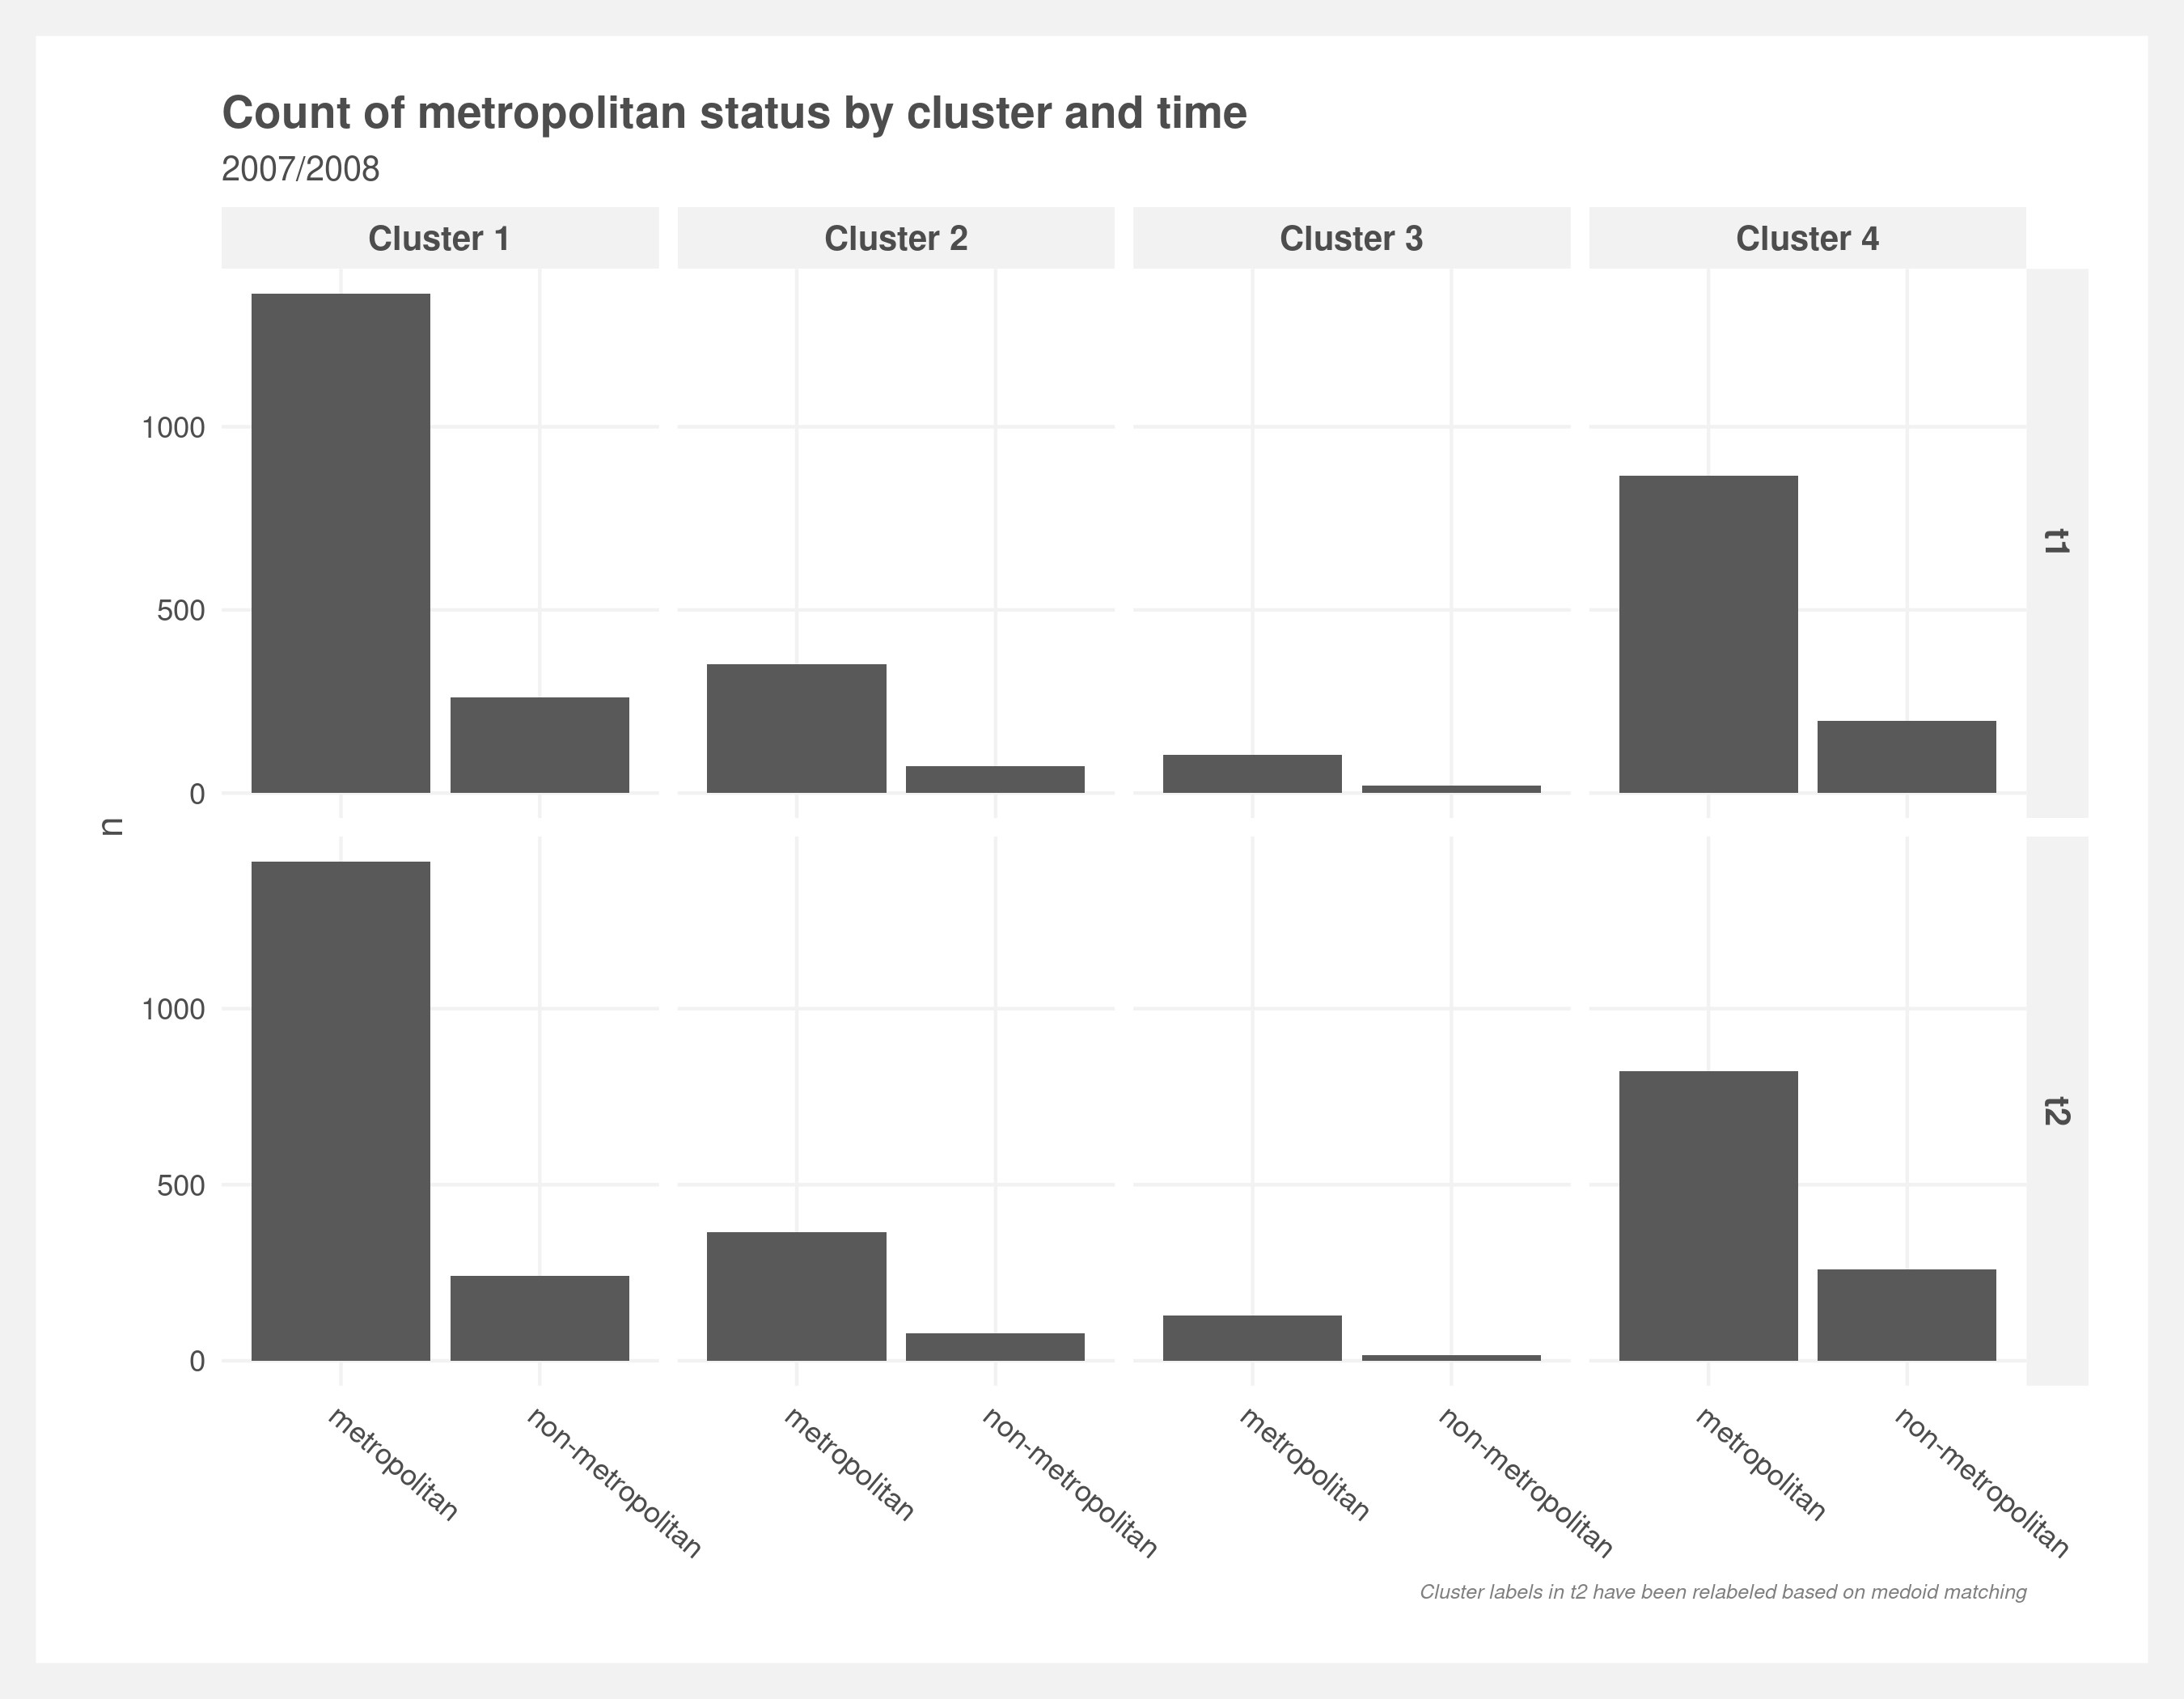 Count of metropolitan status by cluster and time
2007/2008
Cluster 1
Cluster 2
Cluster 3
Cluster 4
1000
500
0
t1
n
1000
500
0
t2
metropolitan
non-metropolitan
metropolitan
non-metropolitan
metropolitan
non-metropolitan
metropolitan
non-metropolitan
Cluster labels in t2 have been relabeled based on medoid matching